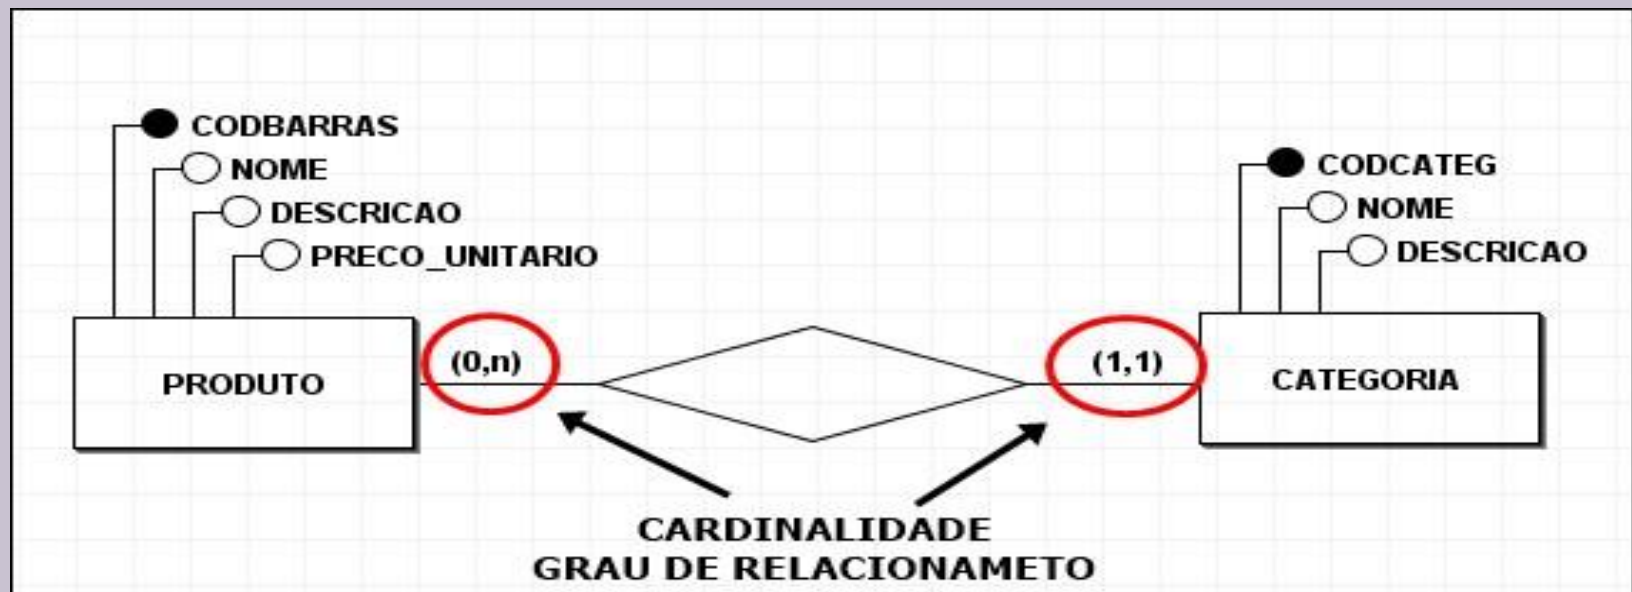 CODBARRAS
NOME
DESCRICAO
PRECO_UNITARIO
PRODUTO
(0,n)
(1,1)
CODCATEG
NOME
DESCRICAO
CATEGORIA
CARDINALIDADE
GRAU DE RELACIONAMETO